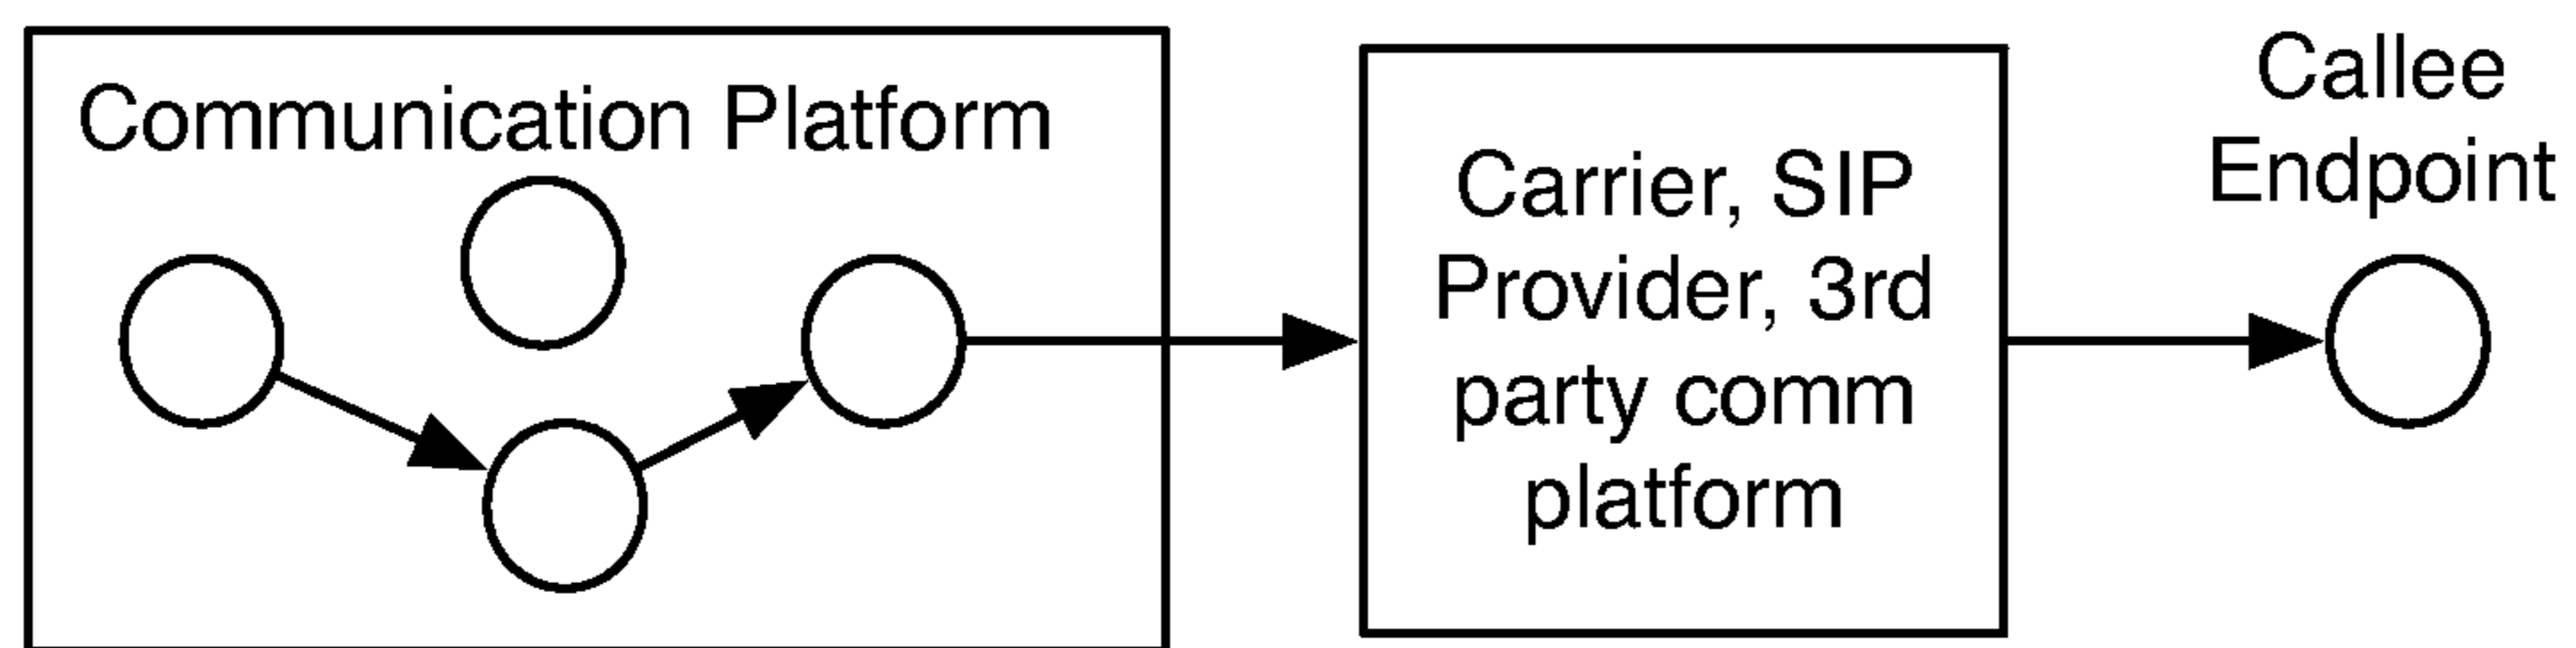 Communication Platform
Carrier, SIP
Provider, 3rd
party comm
platform
Callee
Endpoint